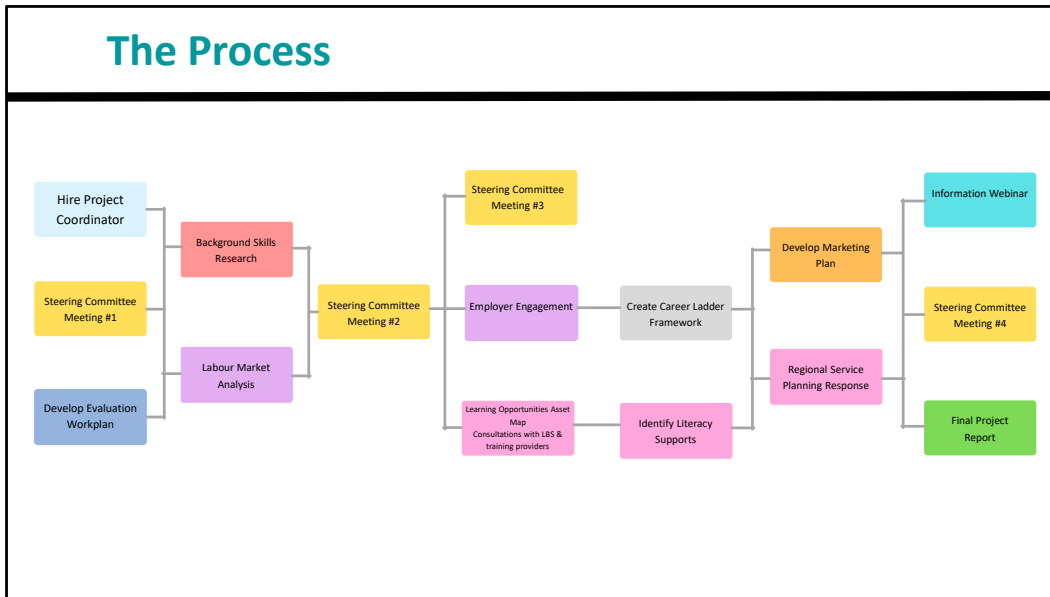 The Process
Hire Project
Coordinator
Steering Committee
Meeting #1
Develop Evaluation
Workplan
Background Skills
Research
Labour Market
Analysis
Steering Committee
Meeting #2
Steering Committee
Meeting #3
Employer Engagement
Learning Opportunities Asset
Map
Consultations with LBS &
training providers
Create Career Ladder
Framework
Identify Literacy
Supports
Develop Marketing
Plan
Regional Service
Planning Response
Information Webinar
Steering Committee
Meeting #4
Final Project
Report